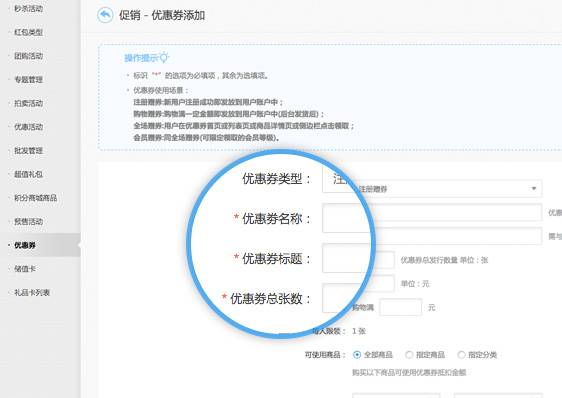 秒杀活动
红包类型
团购活动
专题管理
拍卖活动
优惠活动
批发管理
超值礼包
积分商城商品
预售活动
优惠券
储值卡
礼品卡列表
促销 - 优惠券添加
操作提示
标识“*”的选项为必填项，其余为选填项。
优惠券使用场景：
注册赠券:新用户注册成功即发放到用户账户中；
购物赠券:购物满一定金额即发放到用户账户中(后台发货后)；
全场赠券:用户在优惠券首页或列表页或商品详情页或侧边栏点击领取；
会员赠券:同全场赠券(可限定领取的会员等级)。
优惠券类型： 注 注册赠券
* 优惠券名称： 优惠
需与
* 优惠券标题： 优惠券总发行数量 单位：张
单位：元
* 优惠券总张数：
购物满 元
每人限领： 1 张
可使用商品： 全部商品 指定商品 指定分类
购买以下商品可使用优惠券抵扣金额